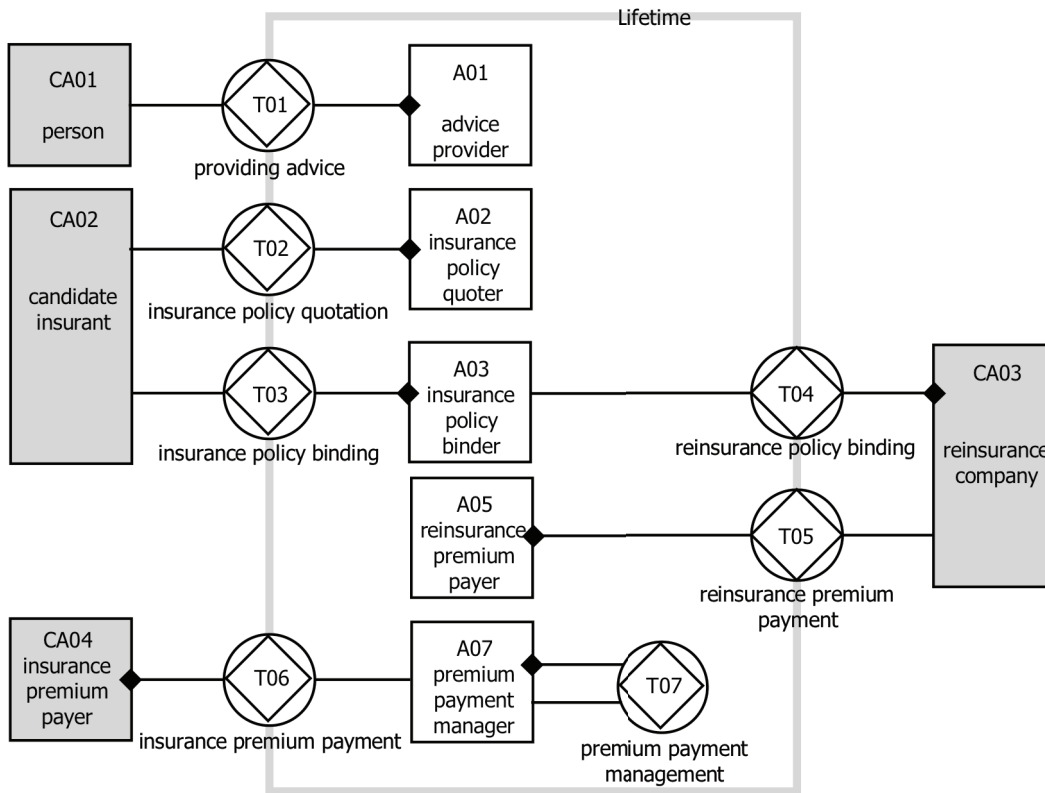 Lifetime
CA01
person
T01
providing advice
A01
advice
provider
CA02
candidate
insurant
T02
insurance policy quotation
A02
insurance
policy
quoter
T03
insurance policy binding
A03
insurance
policy
binder
T04
reinsurance policy binding
CA03
reinsurance
company
A05
reinsurance
premium
payer
T05
reinsurance premium
payment
CA04
insurance
premium
payer
T06
insurance premium payment
A07
premium
payment
manager
T07
premium payment
management